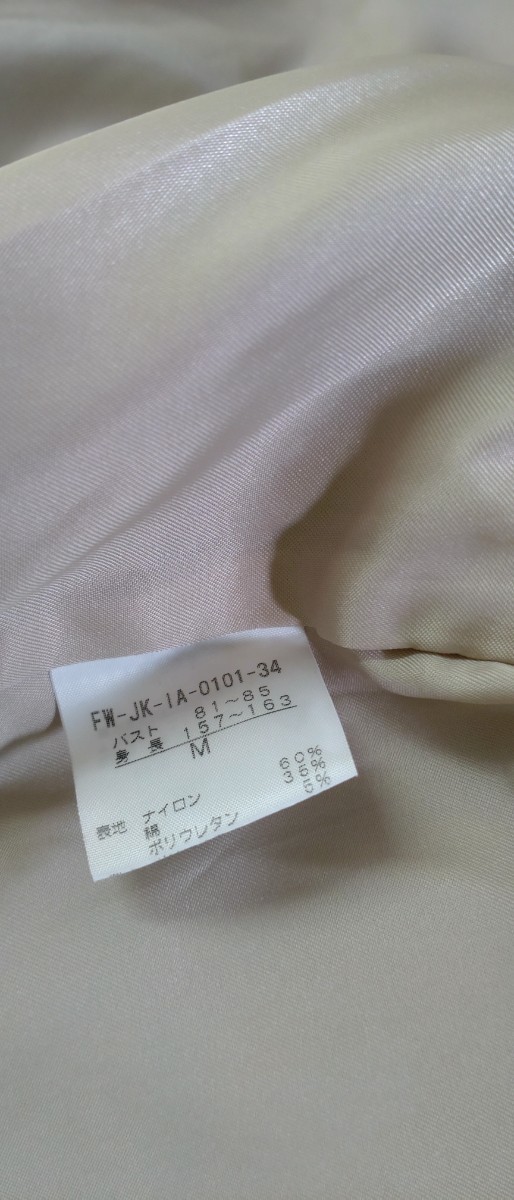 FW-JK-IA-0101-34
バスト 81~85
身長 157~163
M
表地 ナイロン 60%
綿 35%
ポリウレタン 5%